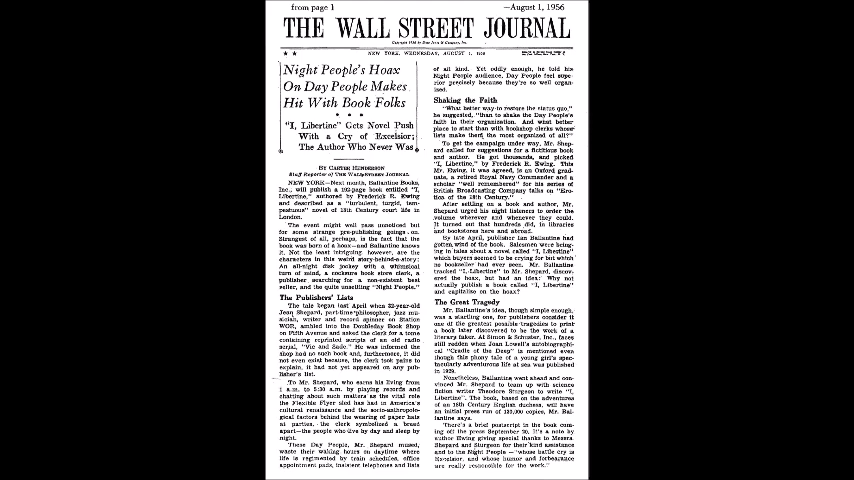 from page 1
—August 1, 1956
THE WALL STREET JOURNAL
★ ★
NEW YORK, WEDNESDAY, AUGUST 1, 1956
Night People's Hoax
On Day People Makes
Hit With Book Folks
• • •
"I, Libertine" Gets Novel Push
With a Cry of Excelsior;
The Author Who Never Was
BY CARTER HENDERSON
Staff Reporter of THE WALL STREET JOURNAL
NEW YORK—Next month, Ballantine Books,
Inc., will publish a 192-page book entitled "I,
Libertine," authored by Frederick R. Ewing
and described as a "turbulent, turgid, tem-
pestuous" novel of 18th Century court life in
London.
The event might well pass unnoticed but
for some strange pre-publishing goings on.
Strangest of all, perhaps, is the fact that the
book was born of a hoax—and Ballantine knows
it. Not the least intriguing, however, are the
characters in this weird story-behind-a-story:
An all-night disk jockey with a whimsical
turn of mind, a cocksure book store clerk, a
publisher searching for a non-existent best
seller, and the quite unsettling "Night People."
The Publishers' Lists
The tale began last April when 32-year-old
Jean Shepard, part-time philosopher, jazz mu-
sician, writer and record spinner on Station
WOR, ambled into the Doubleday Book Shop
on Fifth Avenue and asked the clerk for a tome
containing reprinted scripts of an old radio
serial, "Vic and Sade." He was informed the
shop had no such book and, furthermore, it did
not even exist because, the clerk took pains to
explain, it had not yet appeared on any pub-
lisher's list.
To Mr. Shepard, who earns his living from
1 a.m. to 5:30 a.m. by playing records and
chatting about such matters as the vital role
the Flexible Flyer sled has had in America's
cultural renaissance and the socio-anthropolo-
gical factors behind the wearing of paper hats
at parties, the clerk symbolized a breed
apart—the people who live by day and sleep by
night.
These Day People, Mr. Shepard mused,
waste their waking hours on daytime where
life is regimented by train schedules, office
appointment pads, insistent telephones and lists
of all kind. Yet oddly enough, he told his
Night People audience, Day People feel supe-
rior precisely because they're so well organ-
ized.
Shaking the Faith
"What better way to restore the status quo,"
he suggested, "than to shake the Day People's
faith in their organization. And what better
place to start than with bookshop clerks whose
lists make them the most organized of all?"
To get the campaign under way, Mr. Shep-
ard called for suggestions for a fictitious book
and author. He got thousands, and picked
"I, Libertine," by Frederick R. Ewing. This
Mr. Ewing, it was agreed, is an Oxford grad-
uate, a retired Royal Navy Commander and a
scholar "well remembered" for his series of
British Broadcasting Company talks on "Ero-
tica of the 18th Century."
After settling on a book and author, Mr.
Shepard urged his night listeners to order the
volume wherever and whenever they could.
It turned out that hundreds did, in libraries
and bookstores here and abroad.
By late April, publisher Ian Ballantine had
gotten wind of the book. Salesmen were bring-
ing in tales about a novel called "I, Libertine"
which buyers seemed to be crying for but which
no bookseller had ever seen. Mr. Ballantine
tracked "I, Libertine" to Mr. Shepard, discov-
ered the hoax, but had an idea: Why not
actually publish a book called "I, Libertine"
and capitalize on the hoax?
The Great Tragedy
Mr. Ballantine's idea, though simple enough,
was a startling one, for publishers consider it
one of the greatest possible tragedies to print
a book later discovered to be the work of a
literary faker. At Simon & Schuster, Inc., faces
still redden when Joan Lowell's autobiographi-
cal "Cradle of the Deep" is mentioned even
though this phony tale of a young girl's spec-
tacularly adventurous life at sea was published
in 1929.
Nonetheless, Ballantine went ahead and con-
vinced Mr. Shepard to team up with science
fiction writer Theodore Sturgeon to write "I,
Libertine". The book, based on the adventures
of an 18th Century English duchess, will have
an initial press run of 130,000 copies, Mr. Bal-
lantine says.
There's a brief postscript in the book com-
ing off the press September 20. It's a note by
author Ewing giving special thanks to Messrs.
Shepard and Sturgeon for their kind assistance
and to the Night People—"whose battle cry is
Excelsior, and whose humor and forbearance
are really responsible for the work."